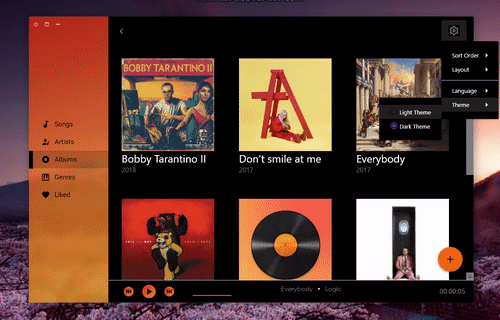 Songs
Artists
Albums
Genres
Liked
Sort Order
Layout
Language
Theme
Light Theme
Dark Theme
BOBBY TARANTINO II
Bobby Tarantino II
2018
Don't smile at me
2017
Everybody
2017
Everybody • Logic
00:00:05